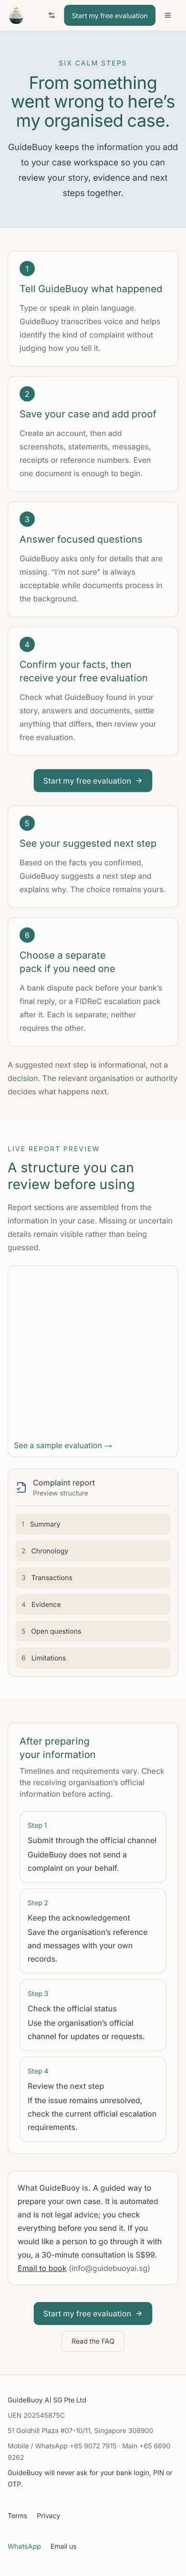 Start my free evaluation
SIX CALM STEPS
From something
went wrong to here's
my organised case.
GuideBuoy keeps the information you add
to your case workspace so you can
review your story, evidence and next
steps together.
1
Tell GuideBuoy what happened
Type or speak in plain language.
GuideBuoy transcribes voice and helps
identify the kind of complaint without
judging how you tell it.
2
Save your case and add proof
Create an account, then add
screenshots, statements, messages,
receipts or reference numbers. Even
one document is enough to begin.
3
Answer focused questions
GuideBuoy asks only for details that are
missing. "I'm not sure" is always
acceptable while documents process in
the background.
4
Confirm your facts, then
receive your free evaluation
Check what GuideBuoy found in your
story, answers and documents, settle
anything that differs, then review your
free evaluation.
Start my free evaluation →
5
See your suggested next step
Based on the facts you confirmed,
GuideBuoy suggests a next step and
explains why. The choice remains yours.
6
Choose a separate
pack if you need one
A bank dispute pack before your bank's
final reply, or a FIDReC escalation pack
after it. Each is separate; neither
requires the other.
A suggested next step is informational, not a
decision. The relevant organisation or authority
decides what happens next.
LIVE REPORT PREVIEW
A structure you can
review before using
Report sections are assembled from the
information in your case. Missing or uncertain
details remain visible rather than being
guessed.
See a sample evaluation →
Complaint report
Preview structure
1 Summary
2 Chronology
3 Transactions
4 Evidence
5 Open questions
6 Limitations
After preparing
your information
Timelines and requirements vary. Check
the receiving organisation's official
information before acting.
Step 1
Submit through the official channel
GuideBuoy does not send a
complaint on your behalf.
Step 2
Keep the acknowledgement
Save the organisation's reference
and messages with your own
records.
Step 3
Check the official status
Use the organisation's official
channel for updates or requests.
Step 4
Review the next step
If the issue remains unresolved,
check the current official escalation
requirements.
What GuideBuoy is. A guided way to
prepare your own case. It is automated
and is not legal advice; you check
everything before you send it. If you
would like a person to go through it with
you, a 30-minute consultation is S$99.
Email to book (info@guidebuoyai.sg)
Start my free evaluation →
Read the FAQ
GuideBuoy AI SG Pte Ltd
UEN 202545875C
51 Goldhill Plaza #07-10/11, Singapore 308900
Mobile / WhatsApp +65 9072 7915 · Main +65 6690
9262
GuideBuoy will never ask for your bank login, PIN or
OTP.
Terms Privacy
WhatsApp Email us